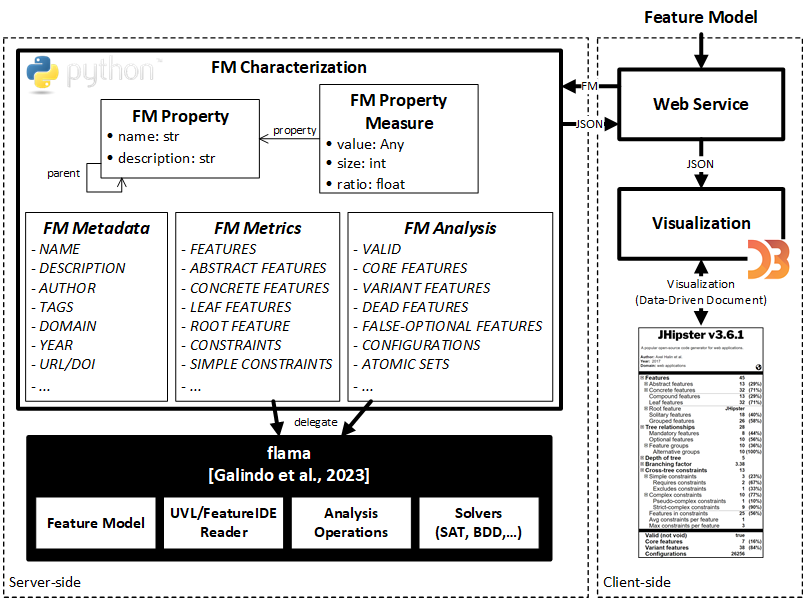 Feature Model
python™
FM Characterization
FM Property
• name: str
• description: str
parent
property
FM Property
Measure
• value: Any
• size: int
• ratio: float
FM Metadata
- NAME
- DESCRIPTION
- AUTHOR
- TAGS
- DOMAIN
- YEAR
- URL/DOI
- ...
FM Metrics
- FEATURES
- ABSTRACT FEATURES
- CONCRETE FEATURES
- LEAF FEATURES
- ROOT FEATURE
- CONSTRAINTS
- SIMPLE CONSTRAINTS
- ...
FM Analysis
- VALID
- CORE FEATURES
- VARIANT FEATURES
- DEAD FEATURES
- FALSE-OPTIONAL FEATURES
- CONFIGURATIONS
- ATOMIC SETS
- ...
delegate
flama
[Galindo et al., 2023]
Feature Model
UVL/FeatureIDE
Reader
Analysis
Operations
Solvers
(SAT, BDD,...)
Server-side
FM
JSON
Web Service
JSON
Visualization
D3
Visualization
(Data-Driven Document)
JHipster v3.6.1
A popular open-source code generator for web applications.
Author: Axel Halin et al
Year: 2017
Domain: web applications
Features 45
Abstract features 13 (29%)
Concrete features 32 (71%)
Compound features 13 (29%)
Leaf features 32 (71%)
Root feature JHipster
Solitary features 18 (40%)
Grouped features 26 (58%)
Tree relationships 28
Mandatory features 8 (44%)
Optional features 10 (56%)
Feature groups 10 (36%)
Alternative groups 10 (100%)
Depth of tree 5
Branching factor 3.38
Cross-tree constraints 13
Simple constraints 3 (23%)
Requires constraints 2 (67%)
Excludes constraints 1 (33%)
Complex constraints 10 (77%)
Pseudo-complex constraints 1 (10%)
Strict-complex constraints 9 (90%)
Features in constraints 25 (56%)
Avg constraints per feature 1
Max constraints per feature 3
Valid (not void) true
Core features 7 (16%)
Variant features 38 (84%)
Configurations 26256
Client-side